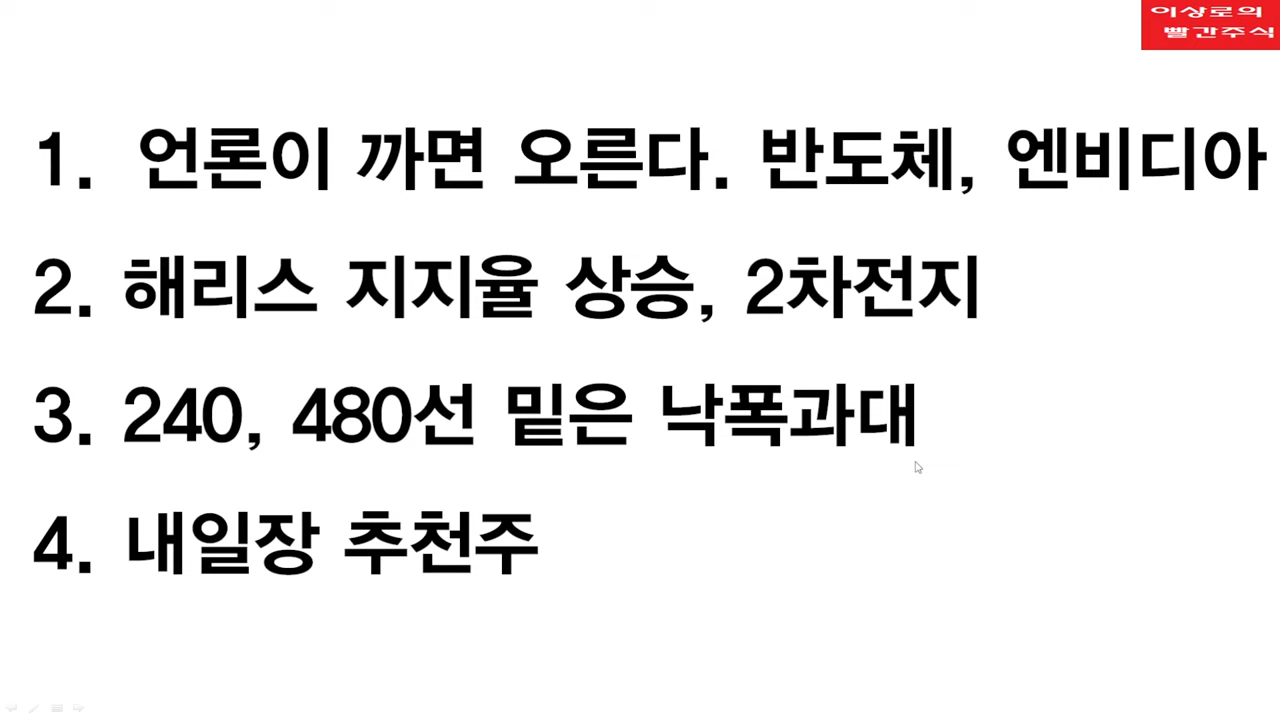 이상로의
빨간주식
1. 언론이 까면 오른다. 반도체, 엔비디아
2. 해리스 지지율 상승, 2차전지
3. 240, 480선 밑은 낙폭과대
4. 내일장 추천주